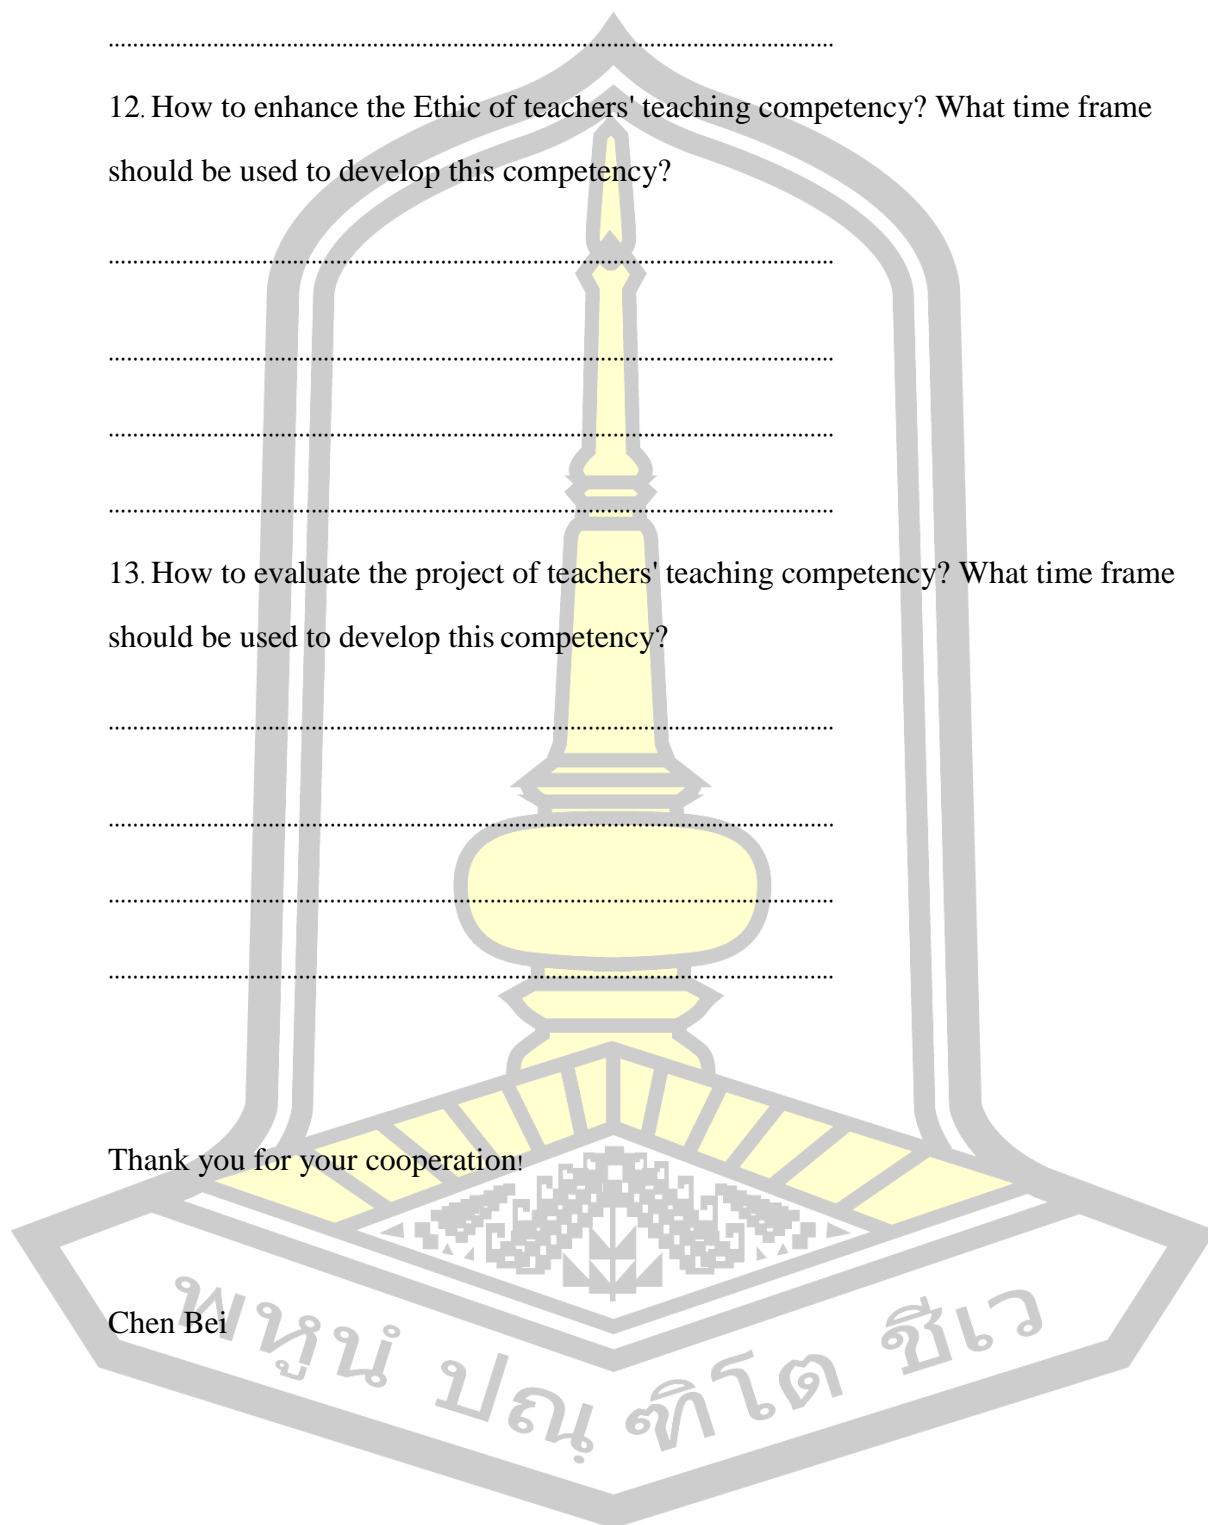 ................................................................................................................
12. How to enhance the Ethic of teachers' teaching competency? What time frame
should be used to develop this competency?
................................................................................................................
................................................................................................................
................................................................................................................
................................................................................................................
13. How to evaluate the project of teachers' teaching competency? What time frame
should be used to develop this competency?
................................................................................................................
................................................................................................................
................................................................................................................
................................................................................................................
Thank you for your cooperation!
Chen Bei
พหูนํ ปณฺฑิโต ชีเว